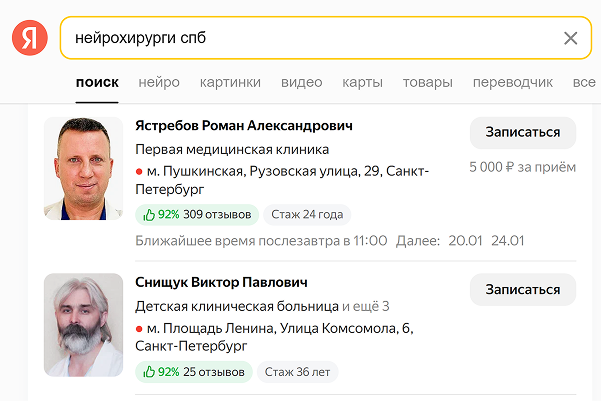 Я
нейрохирурги спб
поиск нейро картинки видео карты товары переводчик все
Ястребов Роман Александрович
Записаться
Первая медицинская клиника
5 000 ₽ за приём
м. Пушкинская, Рузовская улица, 29, Санкт-
Петербург
92% 309 отзывов Стаж 24 года
Ближайшее время послезавтра в 11:00 Далее: 20.01 24.01
Снищук Виктор Павлович
Записаться
Детская клиническая больница и ещё 3
м. Площадь Ленина, Улица Комсомола, 6,
Санкт-Петербург
92% 25 отзывов Стаж 36 лет